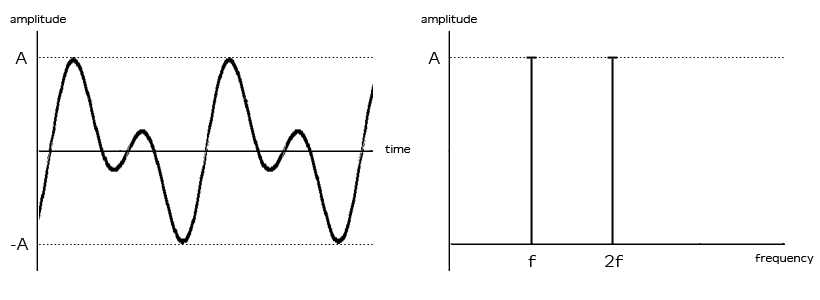 amplitude
A
time
-A
amplitude
A
f
2f
frequency